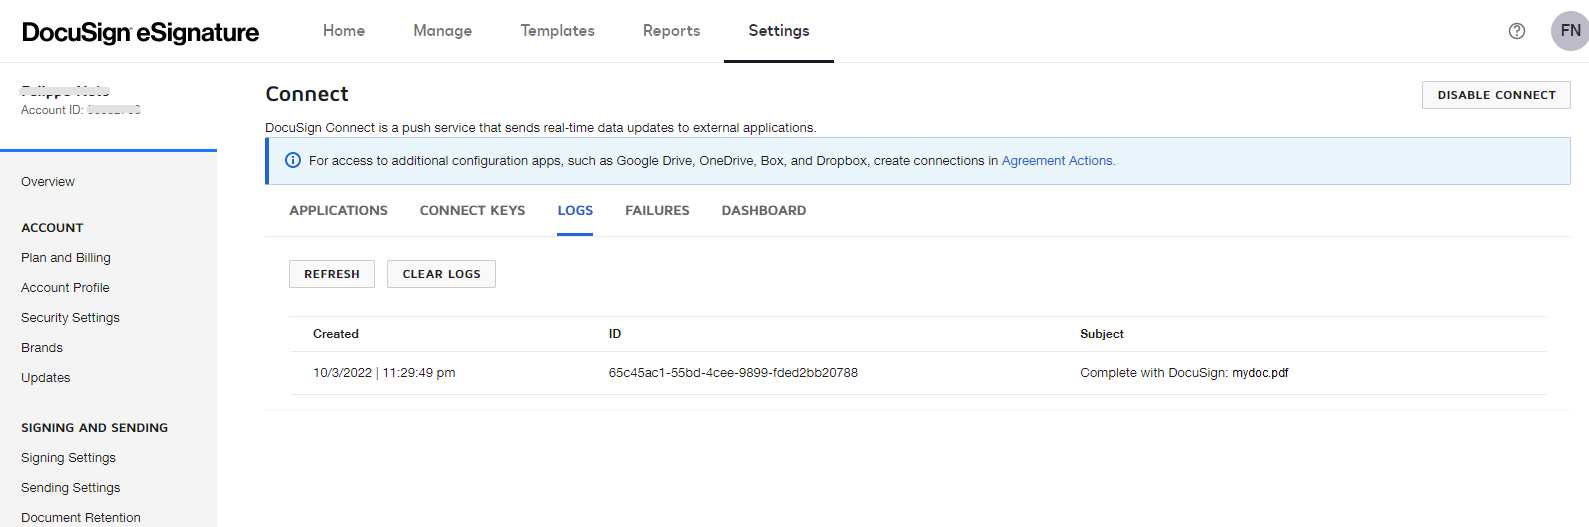 DocuSign eSignature
Home
Manage
Templates
Reports
Settings
FN
Account ID:
Overview
ACCOUNT
Plan and Billing
Account Profile
Security Settings
Brands
Updates
SIGNING AND SENDING
Signing Settings
Sending Settings
Document Retention
Connect
DISABLE CONNECT
DocuSign Connect is a push service that sends real-time data updates to external applications.
For access to additional configuration apps, such as Google Drive, OneDrive, Box, and Dropbox, create connections in Agreement Actions.
APPLICATIONS
CONNECT KEYS
LOGS
FAILURES
DASHBOARD
REFRESH
CLEAR LOGS
Created ID Subject
10/3/2022 | 11:29:49 pm 65c45ac1-55bd-4cee-9899-fded2bb20788 Complete with DocuSign: mydoc.pdf